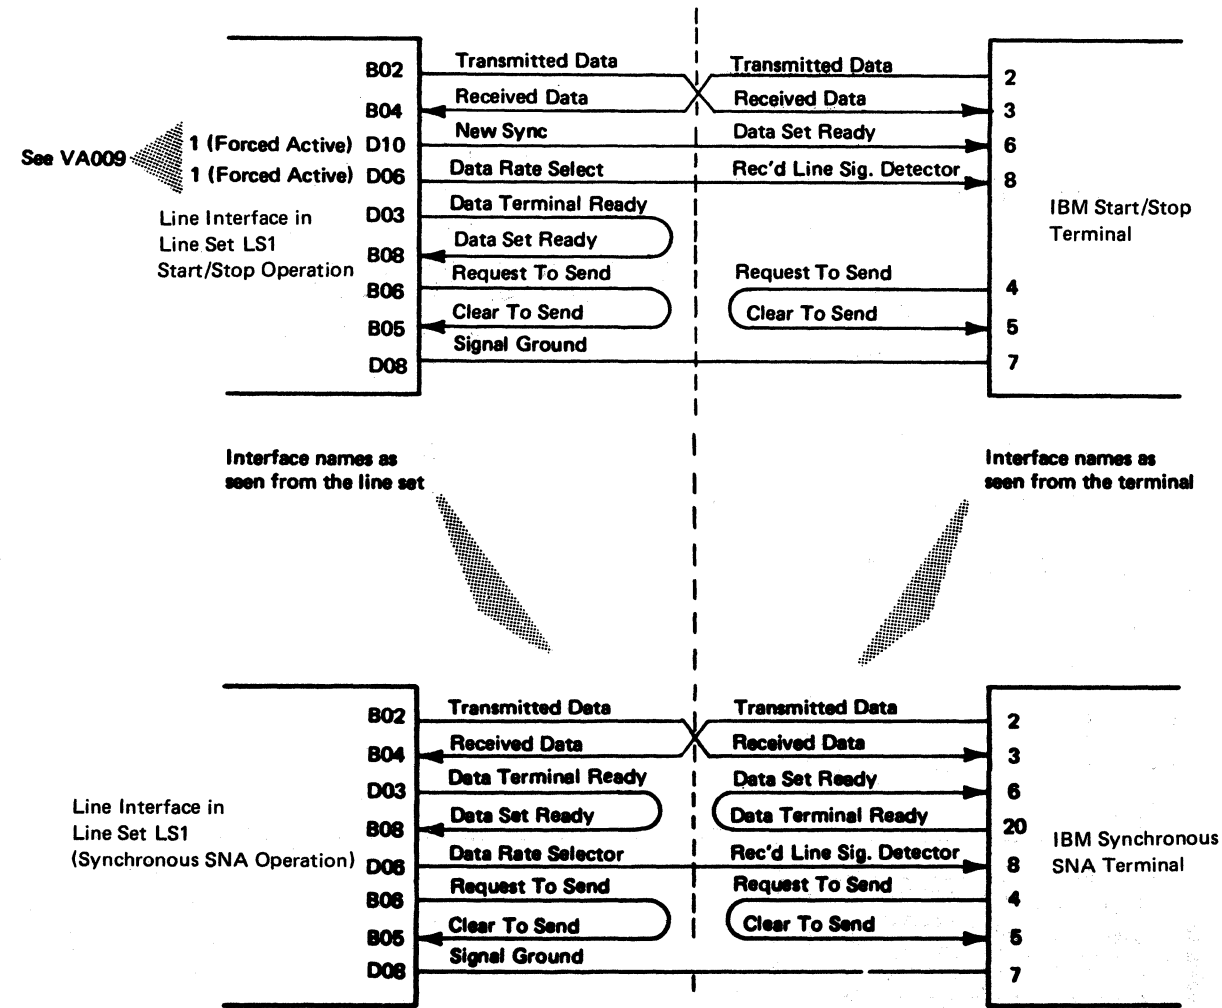 B02 Transmitted Data Transmitted Data 2
B04 Received Data Received Data 3
See VA009 1 (Forced Active) D10 New Sync Data Set Ready 6
1 (Forced Active) D06 Data Rate Select Rec'd Line Sig. Detector 8
D03 Data Terminal Ready
B08 Data Set Ready
Line Interface in
Line Set LS1
Start/Stop Operation
IBM Start/Stop
Terminal
B06 Request To Send Request To Send 4
B05 Clear To Send Clear To Send 5
D08 Signal Ground 7
Interface names as
seen from the line set
Interface names as
seen from the terminal
B02 Transmitted Data Transmitted Data 2
B04 Received Data Received Data 3
D03 Data Terminal Ready Data Set Ready 6
B08 Data Set Ready Data Terminal Ready 20
Line Interface in
Line Set LS1
(Synchronous SNA Operation)
IBM Synchronous
SNA Terminal
D06 Data Rate Selector Rec'd Line Sig. Detector 8
B06 Request To Send Request To Send 4
B05 Clear To Send Clear To Send 5
D08 Signal Ground 7